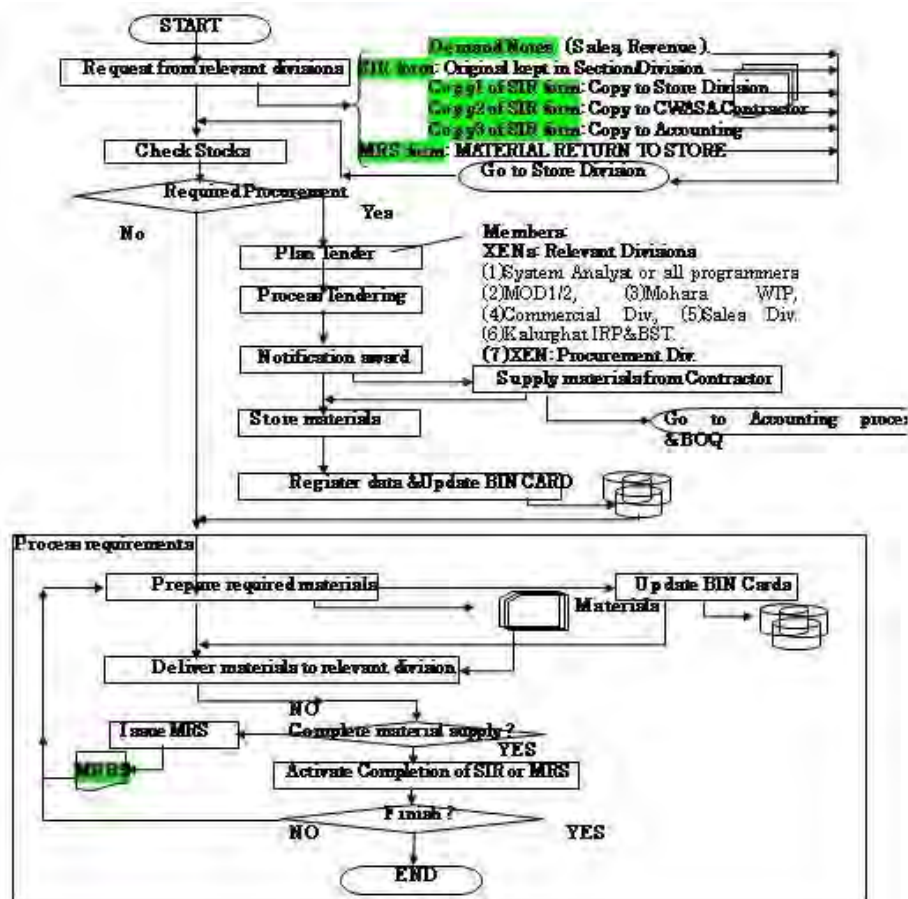 START
Request from relevant divisions
Demand Notes (Sales, Revenue)
SIR form: Original kept in Section/Division
Copy1 of SIR form: Copy to Store Division
Copy2 of SIR form: Copy to CWASA Contractor
Copy3 of SIR form: Copy to Accounting
MRS form: MATERIAL RETURN TO STORE
Go to Store Division
Check Stocks
Required Procurement
Yes
No
Plan Tender
Members:
XENs: Relevant Divisions
(1)System Analyst or all programmers
(2)MOD1/2, (3)Mohara WIP,
(4)Commercial Div., (5)Sales Div.
(6)Kalurghat IRP&BST.
(7)XEN: Procurement Div.
Process Tendering
Notification award
Supply materials from Contractor
Store materials
Go to Accounting proces
&BOQ
Register data &Update BIN CARD
Process requirements
Prepare required materials
Update BIN Cards
Materials
Deliver materials to relevant division
NO
Issue MRS
Complete material supply ?
YES
Activate Completion of SIR or MRS
Finish ?
NO
YES
END